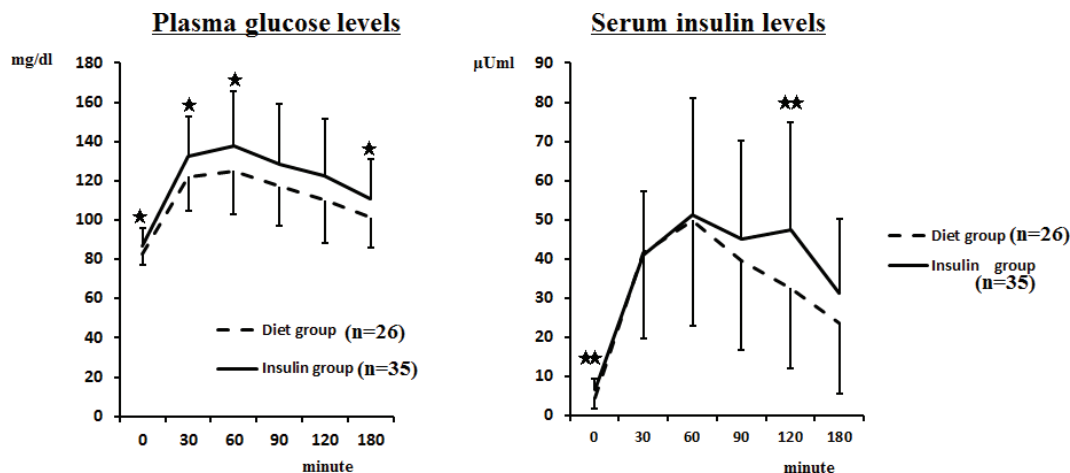 Plasma glucose levels
mg/dl
180
160
140
120
100
80
60
40
20
0
0 30 60 90 120 180
minute
Diet group (n=26)
Insulin group (n=35)
Serum insulin levels
μUml
90
80
70
60
50
40
30
20
10
0
0 30 60 90 120 180
minute
Diet group (n=26)
Insulin group
(n=35)